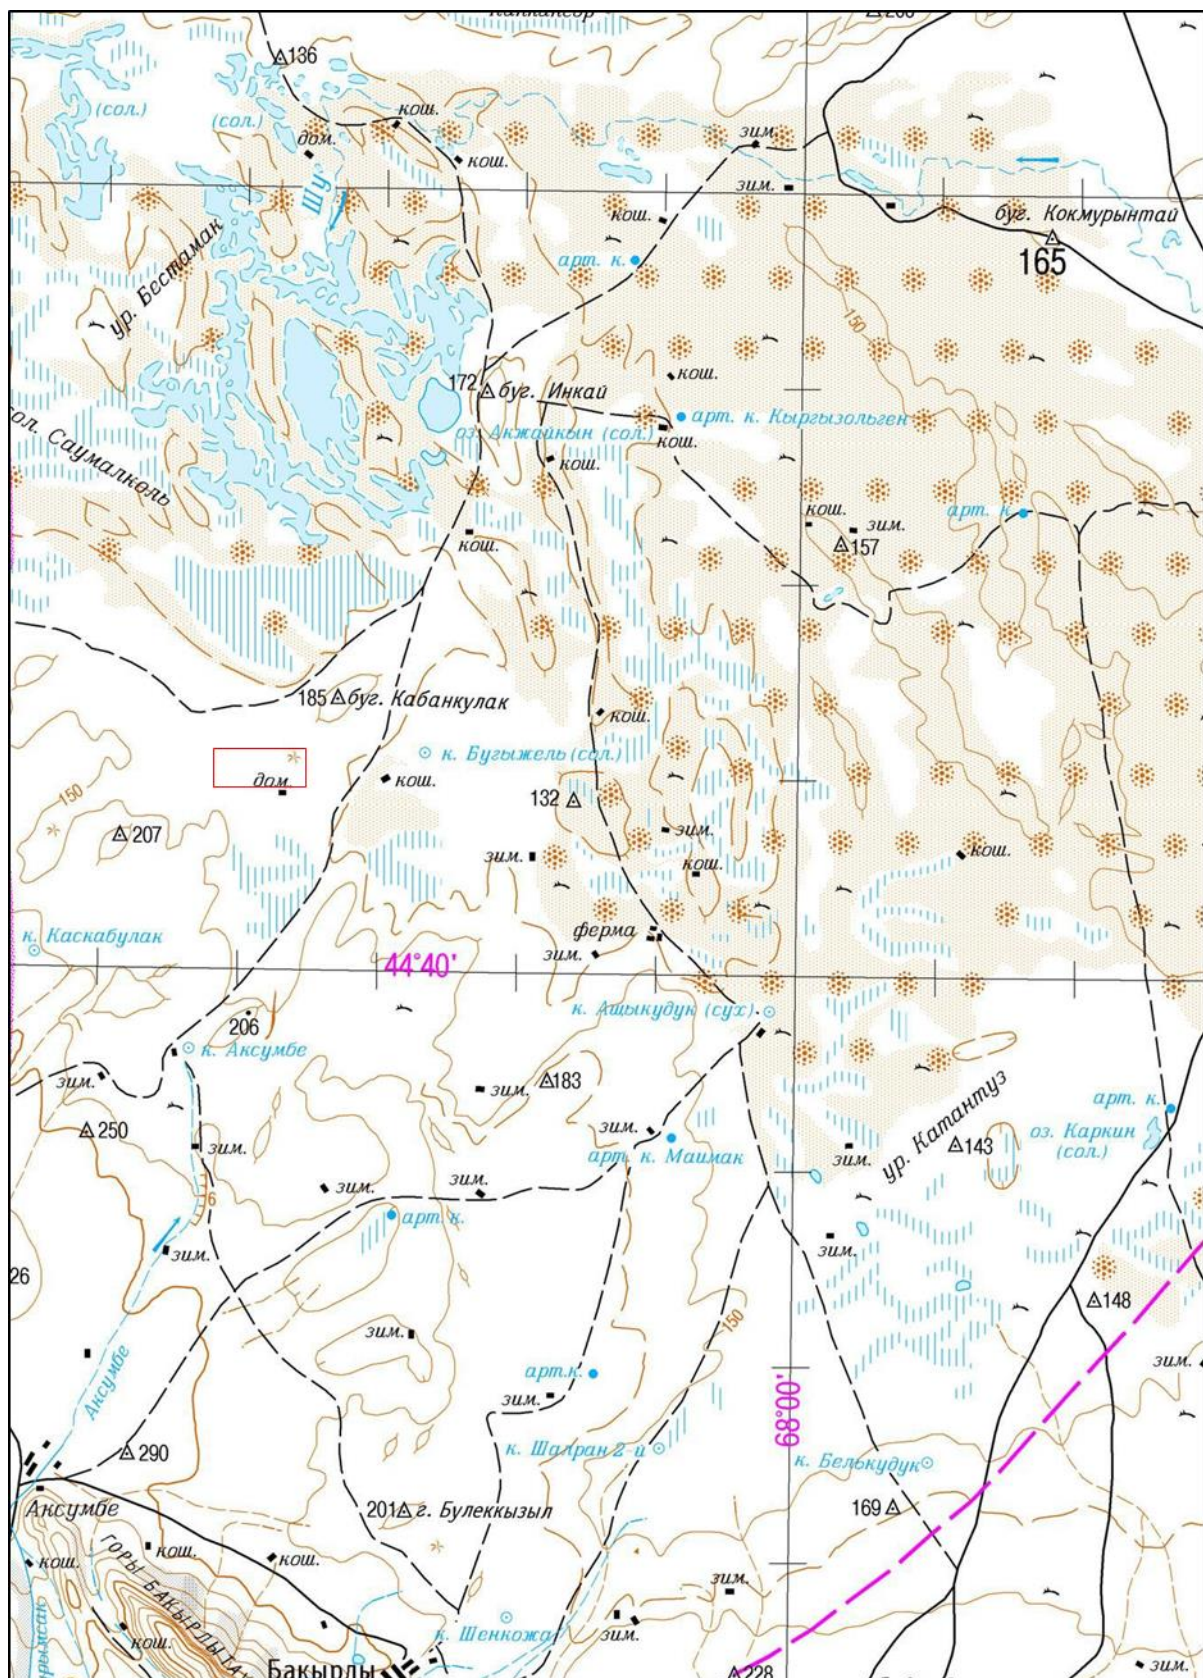 136
(сол.)
(сол.)
кош.
дом.
кош.
зим.
Шу
зим.
кош.
буг. Кокмурынтай
165
арт. к.
ур. Бестамак
150
кош.
172
буг. Инкай
арт. к. Кыргызольген
оз. Акжайкын (сол.)
кош.
кош.
сол. Саумалколь
кош.
арт. к.
кош.
зим.
157
185
буг. Кабанкулак
кош.
к. Бугыжель (сол.)
дом.
кош.
150
132
207
зим.
зим.
кош.
кош.
ферма
к. Каскабулак
зим.
44°40'
206
к. Ащыкудук (сух)
к. Аксумбе
зим.
зим.
183
ур. Катантуз
арт. к.
250
зим.
зим.
143
оз. Каркин
(сол.)
арт. к. Маимак
зим.
зим.
зим.
6
арт. к.
зим.
зим.
26
148
150
зим.
зим.
арт.к.
зим.
Аксумбе
68°00'
290
к. Шалран 2-й
к. Белькудук
Аксумбе
201
г. Булеккызыл
169
кош.
кош.
кош.
ГОРЫ БАКЫРЛЫТАУ
зим.
к. Шенкожа
зим.
кош.
Бакырлы
228
зим.